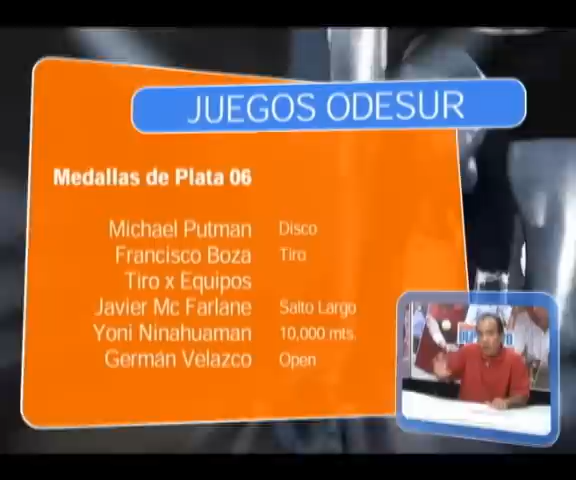 JUEGOS ODESUR
Medallas de Plata 06
Michael Putman Disco
Francisco Boza Tiro
Tiro x Equipos
Javier Mc Farlane Salto Largo
Yoni Ninahuaman 10,000 mts.
Germán Velazco Open